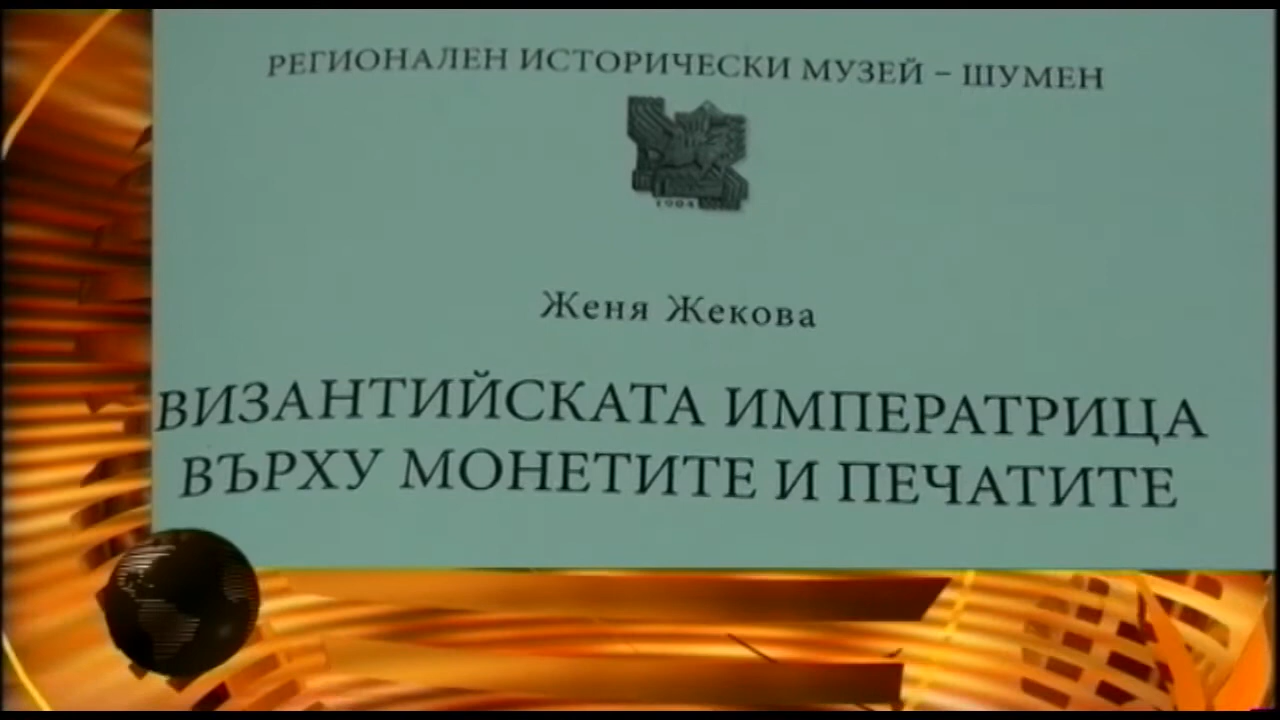 РЕГИОНАЛЕН ИСТОРИЧЕСКИ МУЗЕЙ – ШУМЕН
1904
Женя Жекова
ВИЗАНТИЙСКАТА ИМПЕРАТРИЦА
ВЪРХУ МОНЕТИТЕ И ПЕЧАТИТЕ